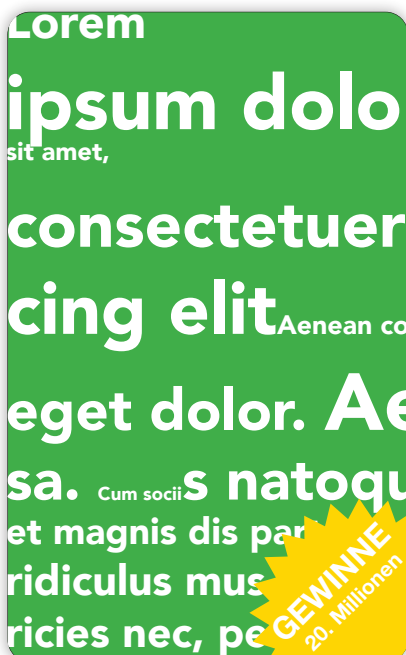 Lorem
ipsum dolo
sit amet,
consectetuer
cing elit Aenean co
eget dolor. Ae
sa. Cum sociis natoqu
et magnis dis par
ridiculus mus
ricies nec, pe
GEWINNE
20. Millionen